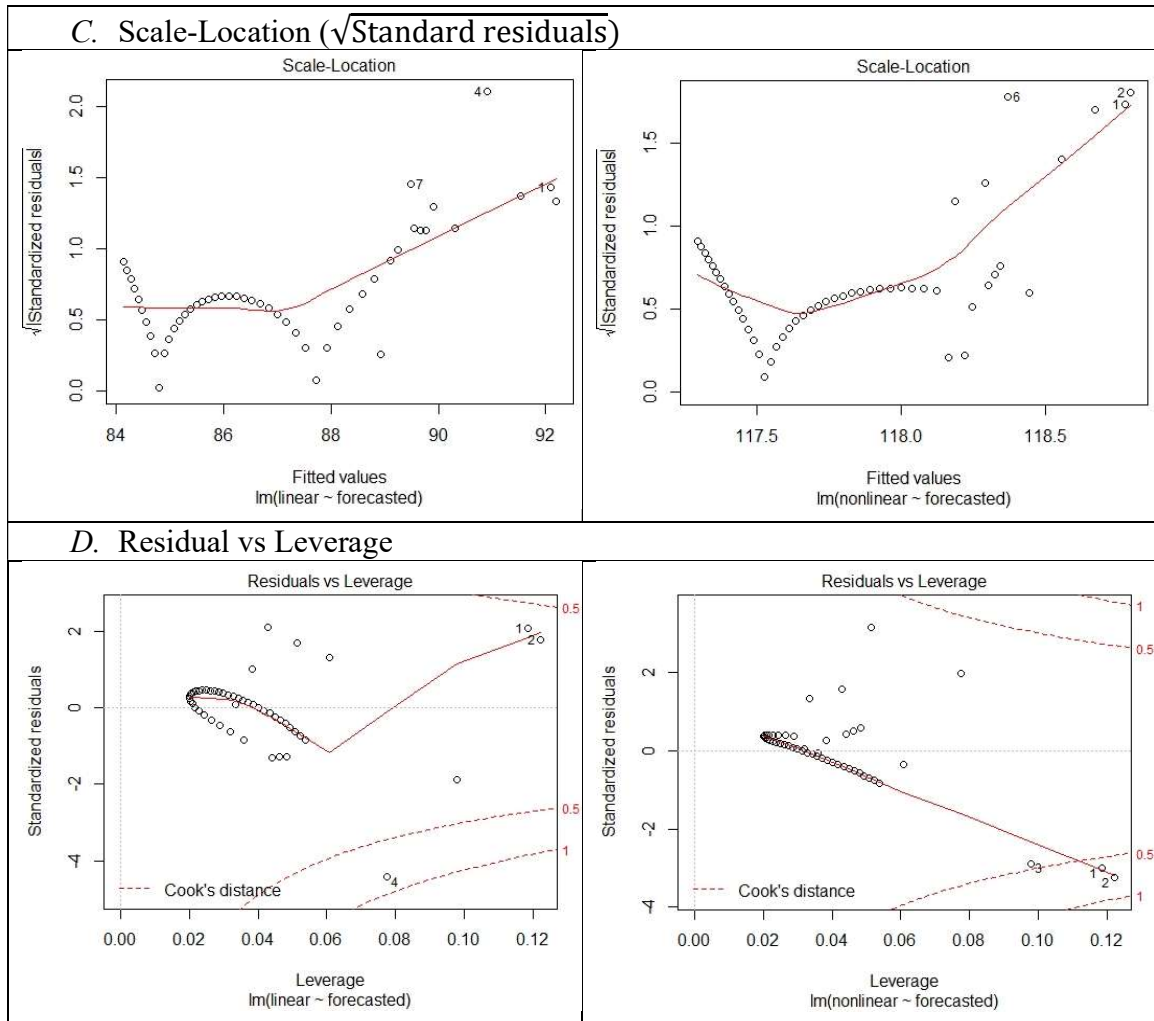 C. Scale-Location (√Standard residuals)
Scale-Location
√|Standardized residuals|
2.0
1.5
1.0
0.5
0.0
4
7
1
84 86 88 90 92
Fitted values
lm(linear ~ forecasted)
Scale-Location
√|Standardized residuals|
1.5
1.0
0.5
0.0
6
2
1
117.5 118.0 118.5
Fitted values
lm(nonlinear ~ forecasted)
D. Residual vs Leverage
Residuals vs Leverage
Standardized residuals
2
0
-2
-4
0.5
1
2
0.5
1
4
Cook's distance
0.00 0.02 0.04 0.06 0.08 0.10 0.12
Leverage
lm(linear ~ forecasted)
Residuals vs Leverage
Standardized residuals
2
0
-2
-4
1
0.5
0.5
1
3
1
2
Cook's distance
0.00 0.02 0.04 0.06 0.08 0.10 0.12
Leverage
lm(nonlinear ~ forecasted)